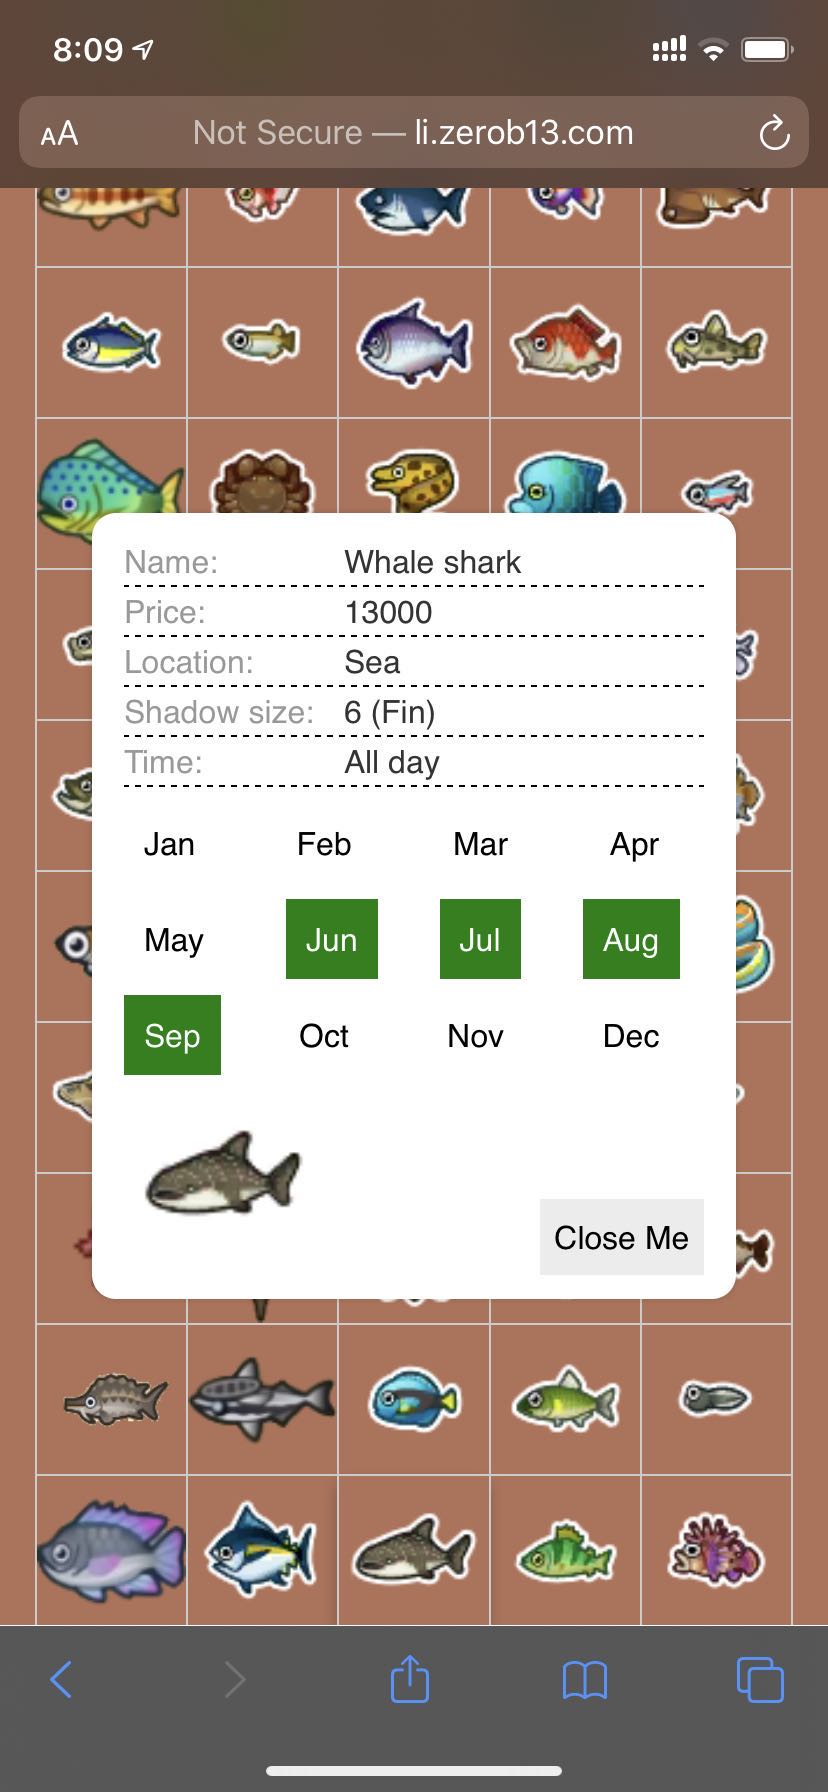 8:09
AA Not Secure — li.zerob13.com
Name: Whale shark
Price: 13000
Location: Sea
Shadow size: 6 (Fin)
Time: All day
Jan Feb Mar Apr
May Jun Jul Aug
Sep Oct Nov Dec
Close Me